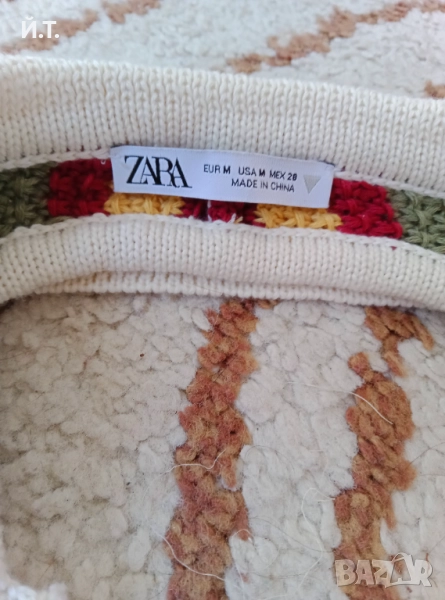 Й.Т.
ZARA
EUR M USA M MEX 28
MADE IN CHINA
BAZAR